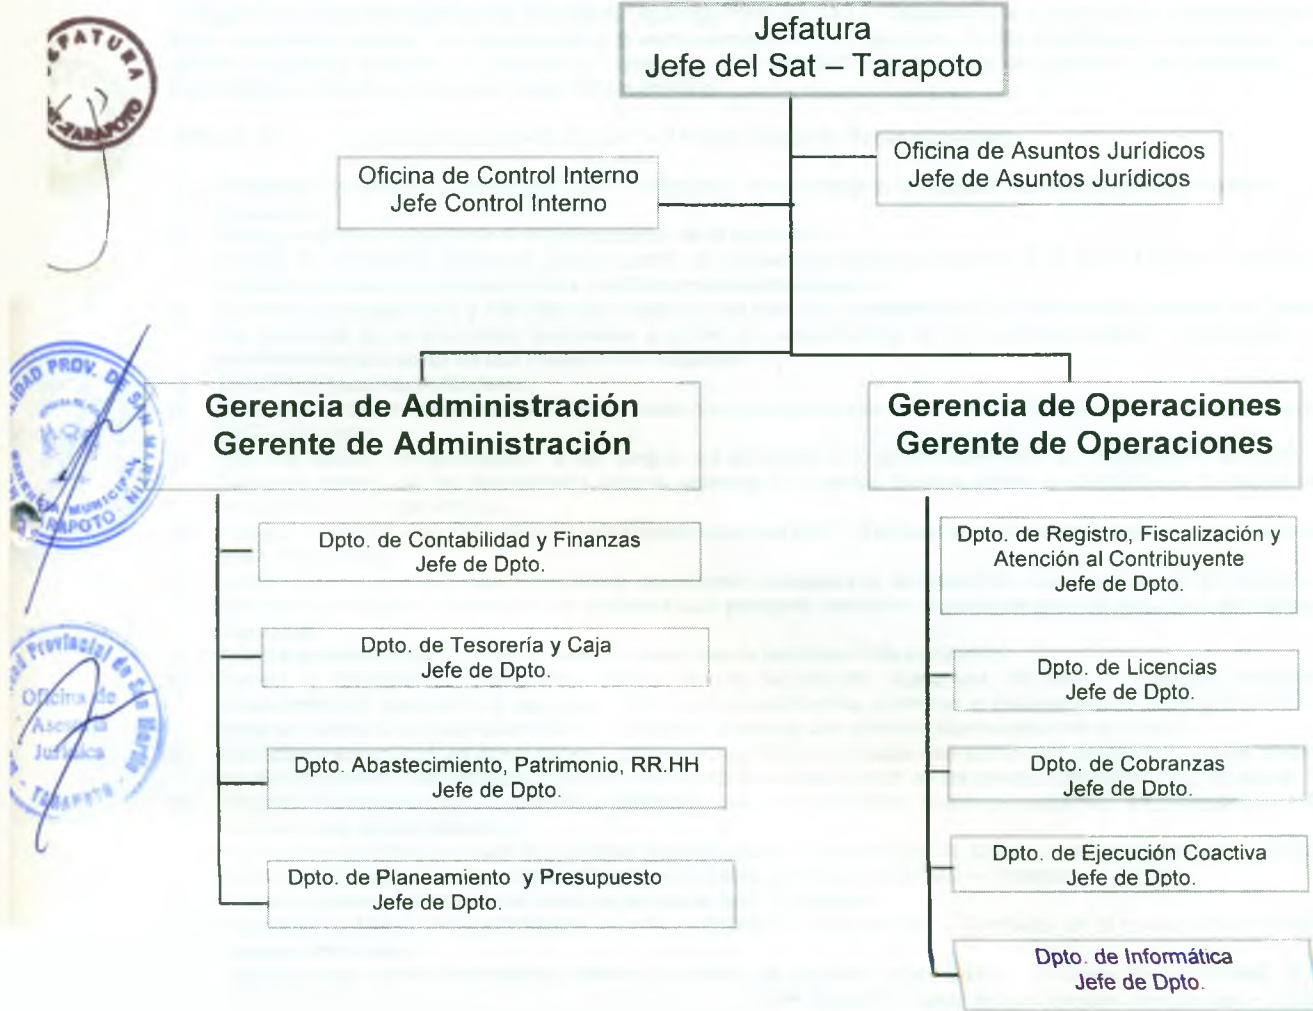 Jefatura
Jefe del Sat – Tarapoto
Oficina de Asuntos Jurídicos
Jefe de Asuntos Jurídicos
Oficina de Control Interno
Jefe Control Interno
Gerencia de Administración
Gerente de Administración
Gerencia de Operaciones
Gerente de Operaciones
Dpto. de Contabilidad y Finanzas
Jefe de Dpto.
Dpto. de Tesorería y Caja
Jefe de Dpto.
Dpto. Abastecimiento, Patrimonio, RR.HH
Jefe de Dpto.
Dpto. de Planeamiento y Presupuesto
Jefe de Dpto.
Dpto. de Registro, Fiscalización y
Atención al Contribuyente
Jefe de Dpto.
Dpto. de Licencias
Jefe de Dpto.
Dpto. de Cobranzas
Jefe de Dpto.
Dpto. de Ejecución Coactiva
Jefe de Dpto.
Dpto. de Informática
Jefe de Dpto.
PROV. DE SAN MARTIN
MUNICIPAL
Provincial de San Martín
Oficina de
Asesoría
Jurídica
TARAPOTO